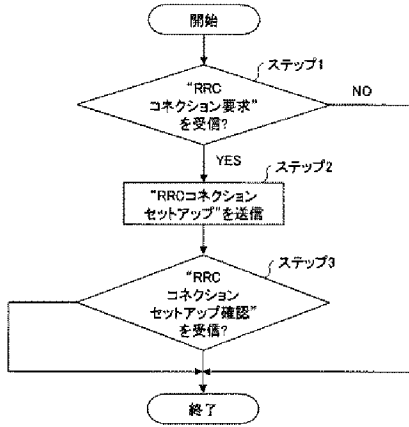 開始
ステップ1
“RRC
コネクション要求”
を受信?
NO
YES
ステップ2
“RRCコネクション
セットアップ”を送信
ステップ3
“RRC
コネクション
セットアップ確認”
を受信?
終了